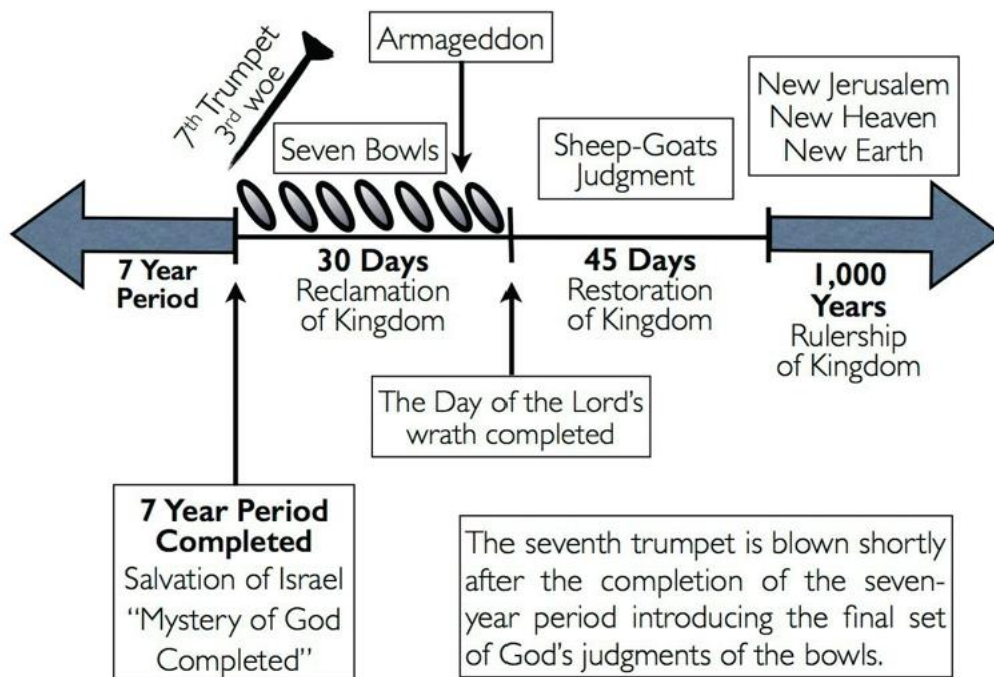 7th Trumpet
3rd woe
Armageddon
Seven Bowls
Sheep-Goats
Judgment
New Jerusalem
New Heaven
New Earth
7 Year
Period
30 Days
Reclamation
of Kingdom
45 Days
Restoration
of Kingdom
1,000
Years
Rulership
of Kingdom
The Day of the Lord's
wrath completed
7 Year Period
Completed
Salvation of Israel
“Mystery of God
Completed”
The seventh trumpet is blown shortly
after the completion of the seven-
year period introducing the final set
of God's judgments of the bowls.